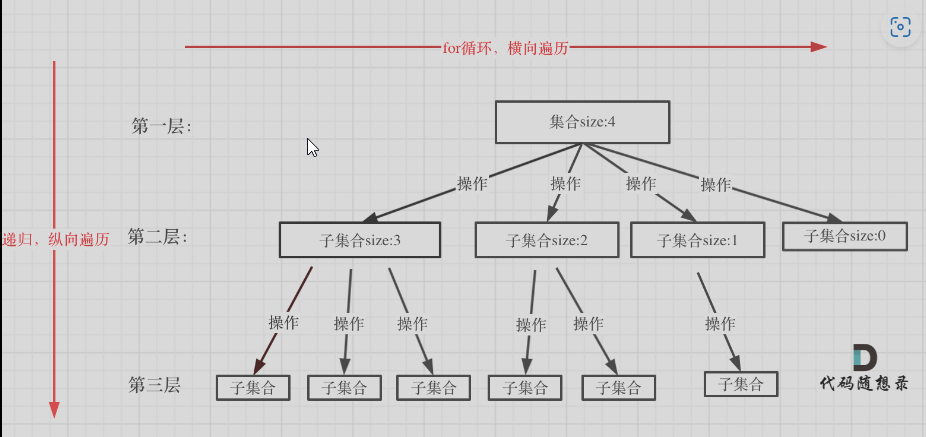 for循环，横向遍历
第一层：
集合size:4
操作 操作 操作 操作
递归，纵向遍历
第二层：
子集合size:3 子集合size:2 子集合size:1 子集合size:0
操作 操作 操作 操作 操作 操作
第三层
子集合 子集合 子集合 子集合 子集合 子集合
代码随想录